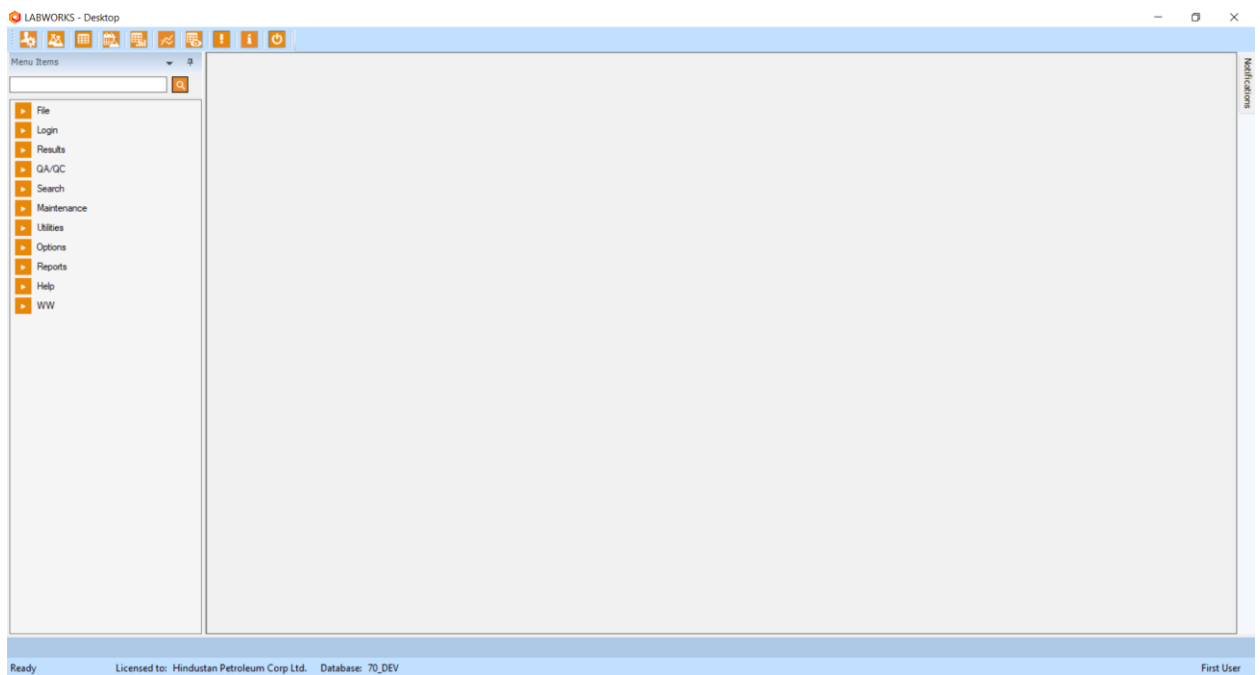 LABWORKS - Desktop
Menu Items
File
Login
Results
QA/QC
Search
Maintenance
Utilities
Options
Reports
Help
WW
Notifications
Ready Licensed to: Hindustan Petroleum Corp Ltd. Database: 70_DEV First User